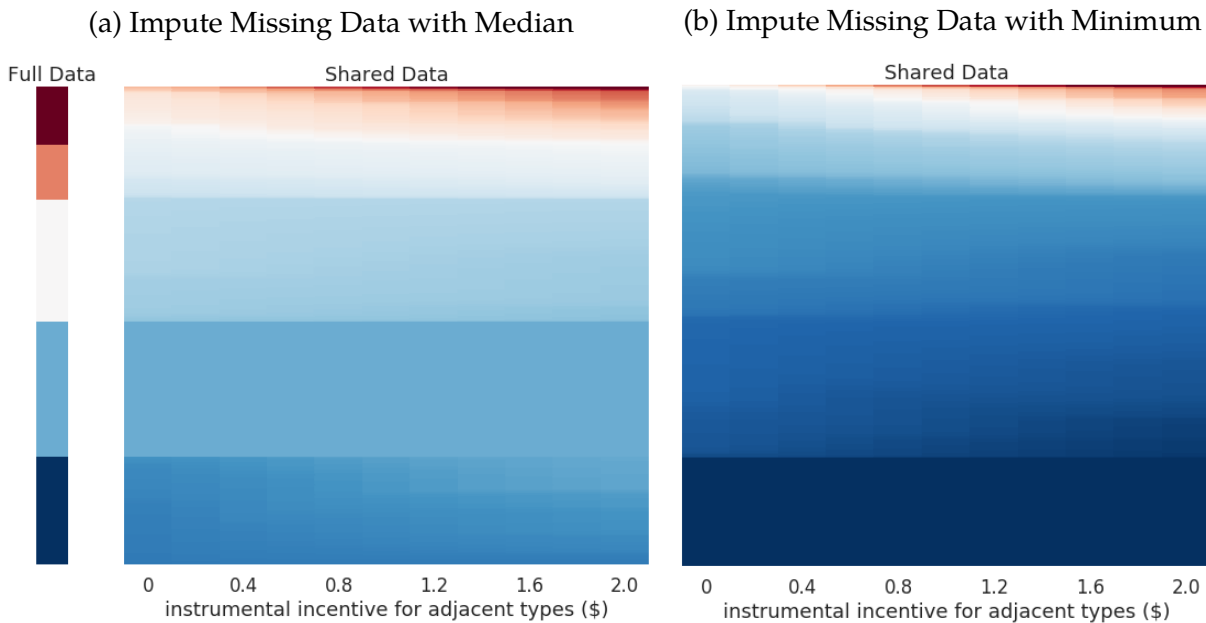 (a) Impute Missing Data with Median
(b) Impute Missing Data with Minimum
Full Data
Shared Data
Shared Data
0 0.4 0.8 1.2 1.6 2.0
instrumental incentive for adjacent types ($)
0 0.4 0.8 1.2 1.6 2.0
instrumental incentive for adjacent types ($)